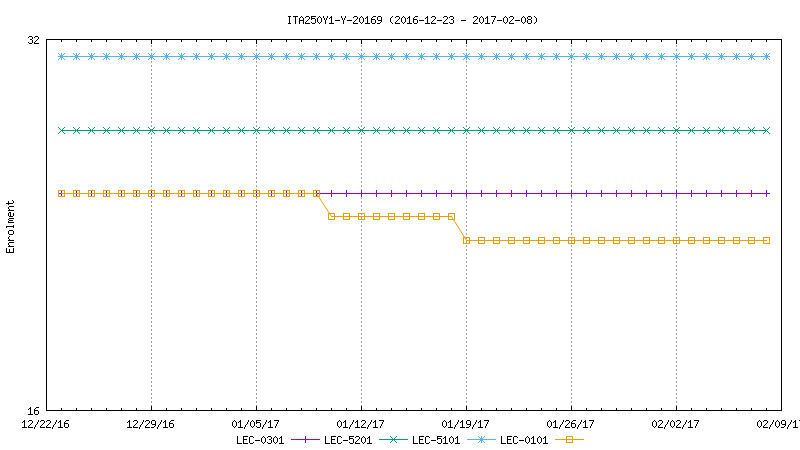 ITA250Y1-Y-20169 (2016-12-23 - 2017-02-08)
32
Enrolment
16
12/22/16 12/29/16 01/05/17 01/12/17 01/19/17 01/26/17 02/02/17 02/09/1
LEC-0301 LEC-5201 LEC-5101 LEC-0101